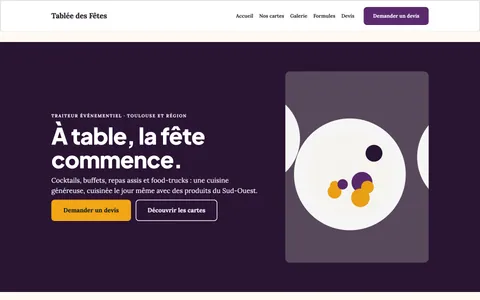 Tablée des Fêtes
Accueil Nos cartes Galerie Formules Devis Demander un devis
TRAITEUR ÉVÉNEMENTIEL · TOULOUSE ET RÉGION
À table, la fête
commence.
Cocktails, buffets, repas assis et food-trucks : une cuisine
généreuse, cuisinée le jour même avec des produits du Sud-Ouest.
Demander un devis Découvrir les cartes